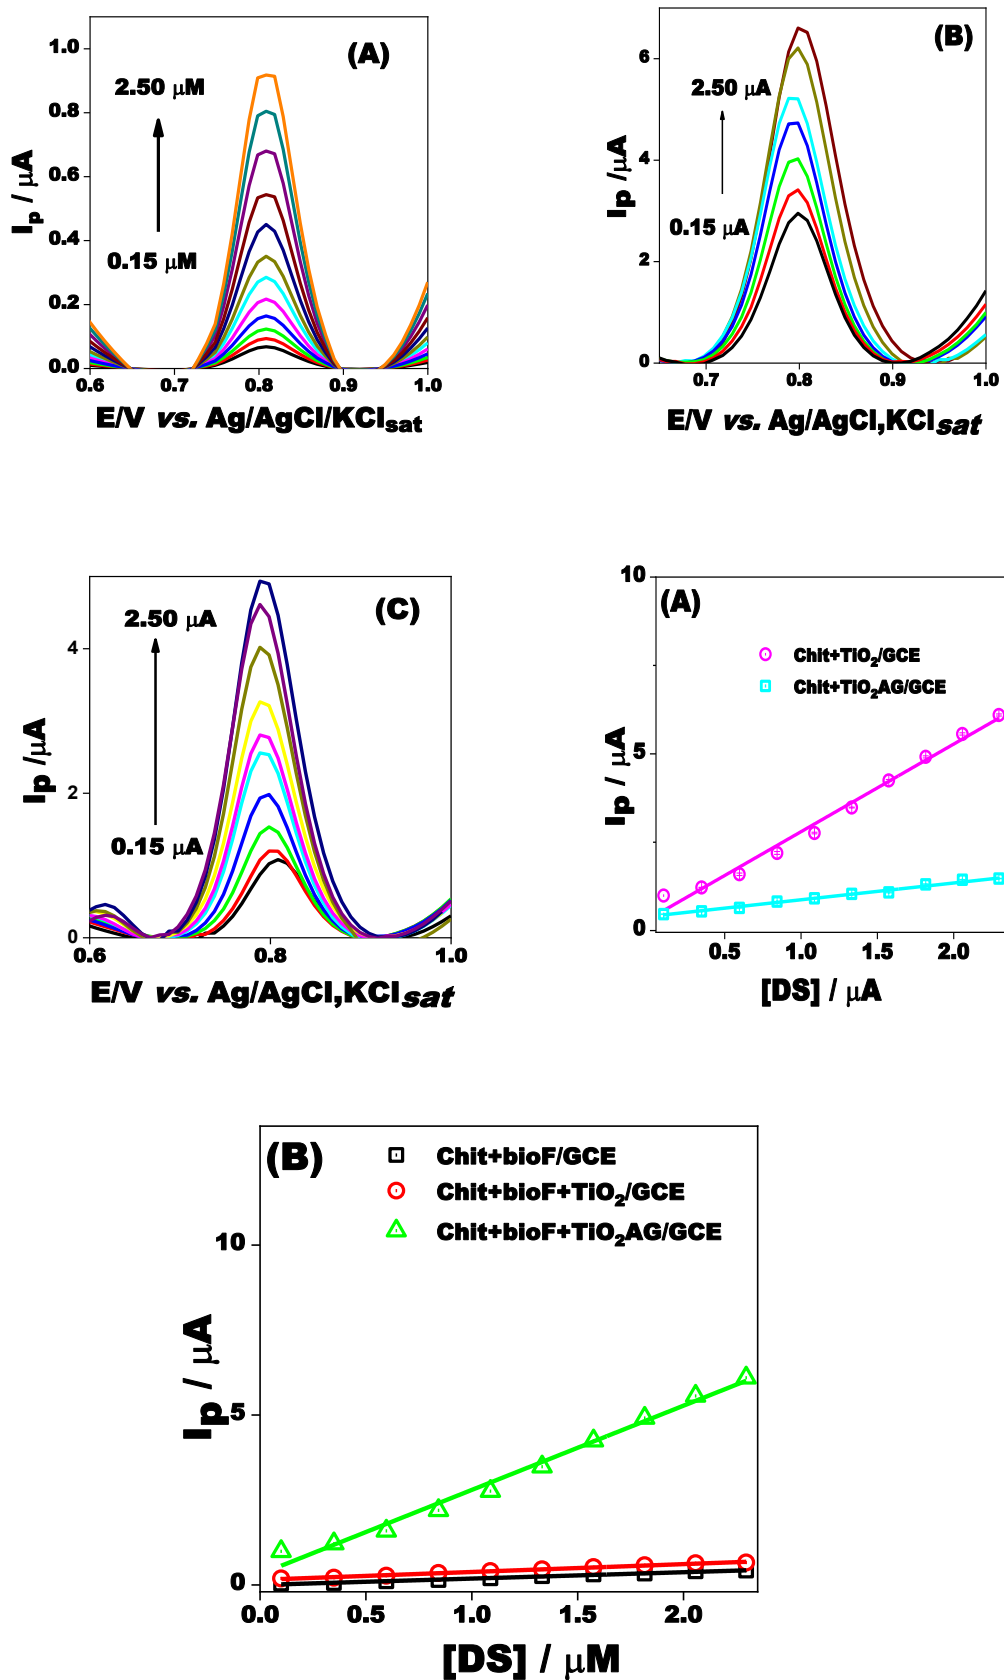 (A)
1.0
0.8
0.6
0.4
0.2
0.0
I_p / μA
2.50 μM
0.15 μM
0.6 0.7 0.8 0.9 1.0
E/V vs. Ag/AgCl/KCl_sat
(B)
6
4
2
0
I_p /μA
2.50 μA
0.15 μA
0.7 0.8 0.9 1.0
E/V vs. Ag/AgCl,KCl_sat
(C)
4
2
0
I_p /μA
2.50 μA
0.15 μA
0.6 0.8 1.0
E/V vs. Ag/AgCl,KCl_sat
(A)
10
5
0
I_p / μA
Chit+TiO₂/GCE
Chit+TiO₂AG/GCE
0.5 1.0 1.5 2.0
[DS] / μA
(B)
Chit+bioF/GCE
Chit+bioF+TiO₂/GCE
Chit+bioF+TiO₂AG/GCE
10
5
0
I_p / μA
0.0 0.5 1.0 1.5 2.0
[DS] / μM